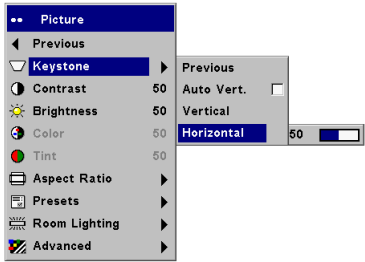 Picture
Previous
Keystone
Contrast 50
Brightness 50
Color 50
Tint 50
Aspect Ratio
Presets
Room Lighting
Advanced
Previous
Auto Vert.
Vertical
Horizontal 50